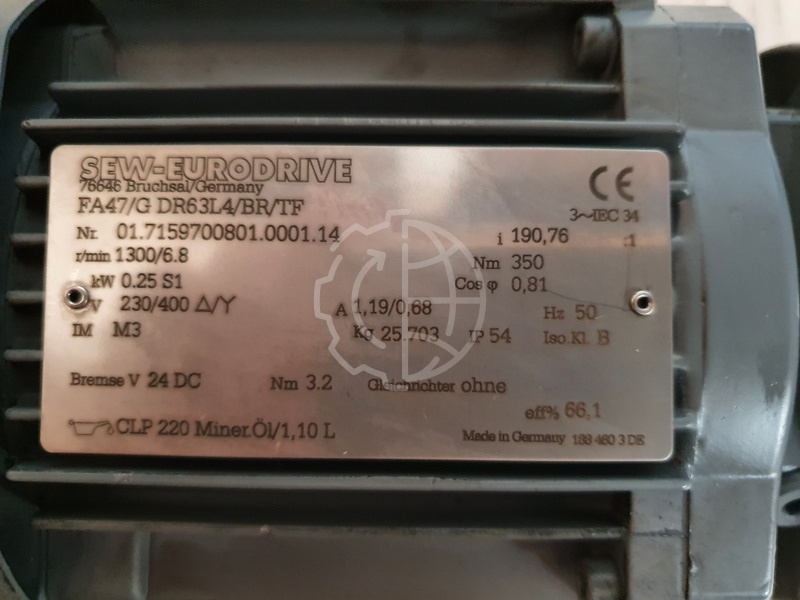 SEW-EURODRIVE
76646 Bruchsal/Germany
CE
FA47/G DR63L4/BR/TF
3~IEC 34
Nr. 01.7159700801.0001.14
i 190,76 :1
r/min 1300/6.8
Nm 350
kW 0.25 S1
Cos φ 0,81
V 230/400 Δ/Y
A 1,19/0,68
Hz 50
IM M3
Kg 25.703
IP 54
Iso.Kl. B
Bremse V 24 DC
Nm 3.2
Gleichrichter ohne
eff% 66,1
CLP 220 Miner.Öl/1,10 L
Made in Germany 188 460 3 DE